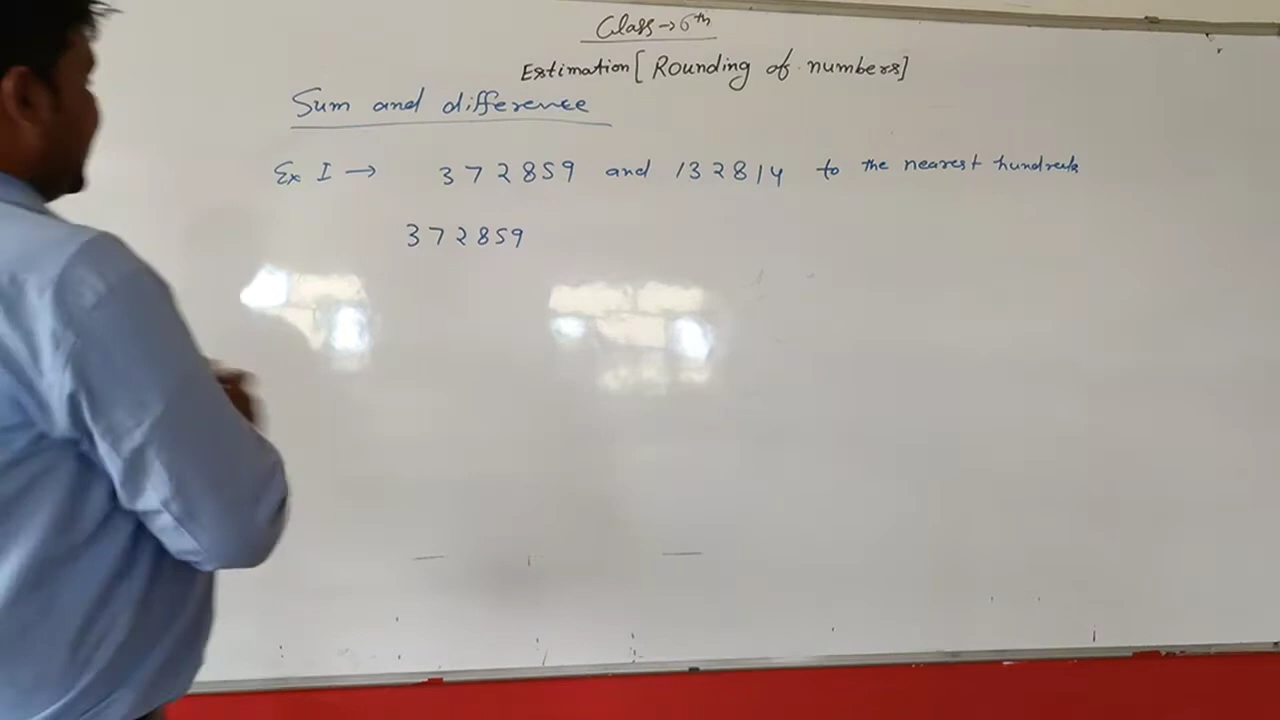 Class → 6th
Estimation [Rounding of numbers]
Sum and difference
Ex I → 372859 and 132814 to the nearest hundreds
372859